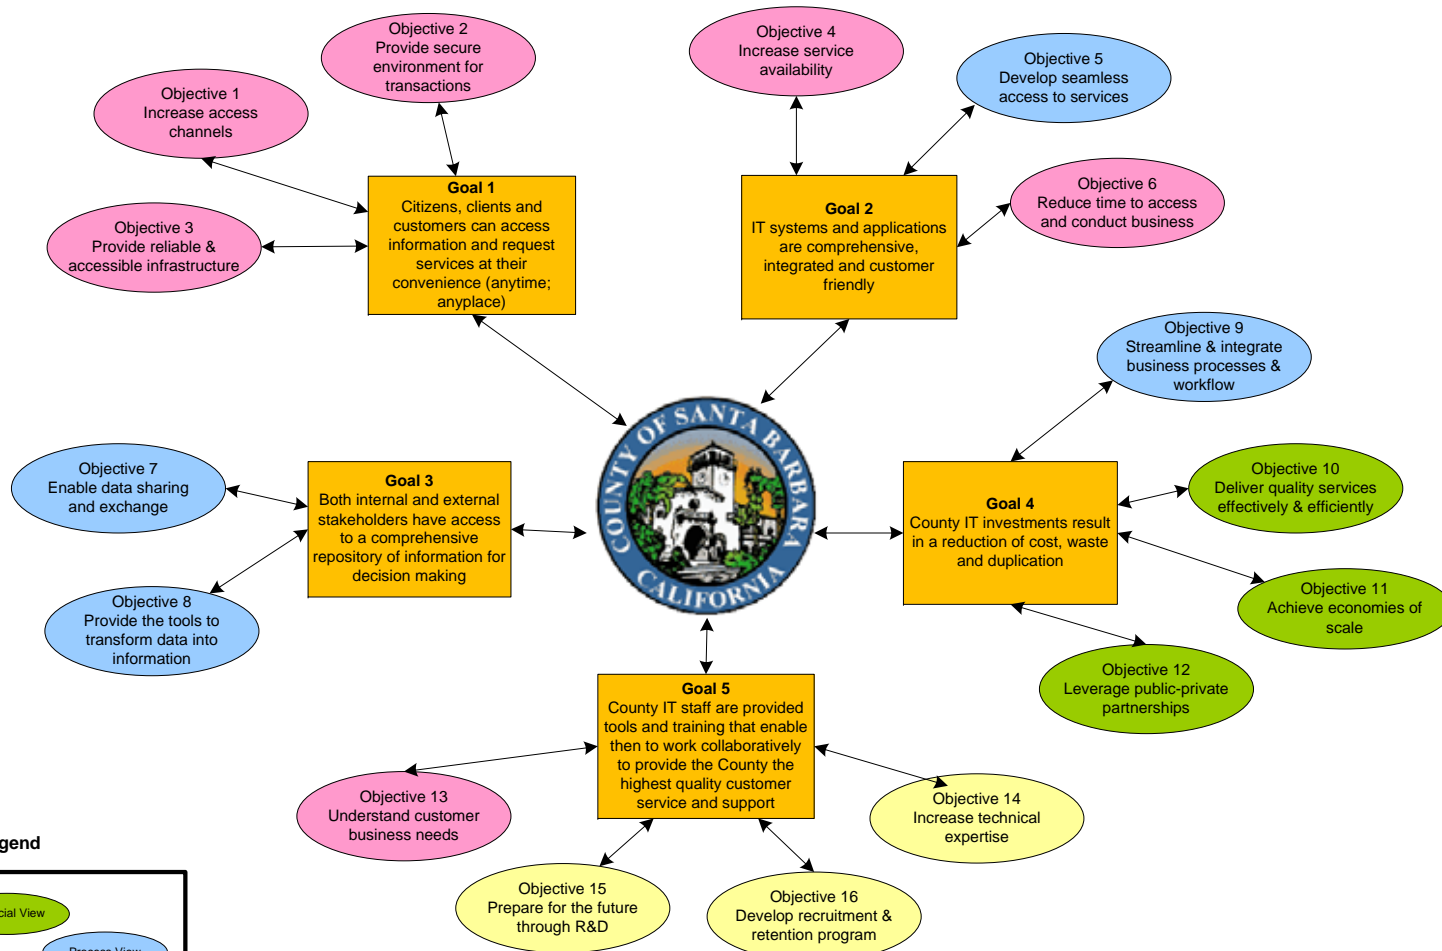 Objective 2
Provide secure
environment for
transactions
Objective 4
Increase service
availability
Objective 5
Develop seamless
access to services
Objective 1
Increase access
channels
Goal 1
Citizens, clients and
customers can access
information and request
services at their
convenience (anytime;
anyplace)
Goal 2
IT systems and applications
are comprehensive,
integrated and customer
friendly
Objective 6
Reduce time to access
and conduct business
Objective 3
Provide reliable &
accessible infrastructure
Objective 9
Streamline & integrate
business processes &
workflow
COUNTY OF SANTA BARBARA
CALIFORNIA
Objective 7
Enable data sharing
and exchange
Goal 3
Both internal and external
stakeholders have access
to a comprehensive
repository of information for
decision making
Goal 4
County IT investments result
in a reduction of cost, waste
and duplication
Objective 10
Deliver quality services
effectively & efficiently
Objective 8
Provide the tools to
transform data into
information
Objective 11
Achieve economies of
scale
Objective 12
Leverage public-private
partnerships
Goal 5
County IT staff are provided
tools and training that enable
then to work collaboratively
to provide the County the
highest quality customer
service and support
Objective 13
Understand customer
business needs
Objective 14
Increase technical
expertise
Objective 15
Prepare for the future
through R&D
Objective 16
Develop recruitment &
retention program
gend
cial View
Process View